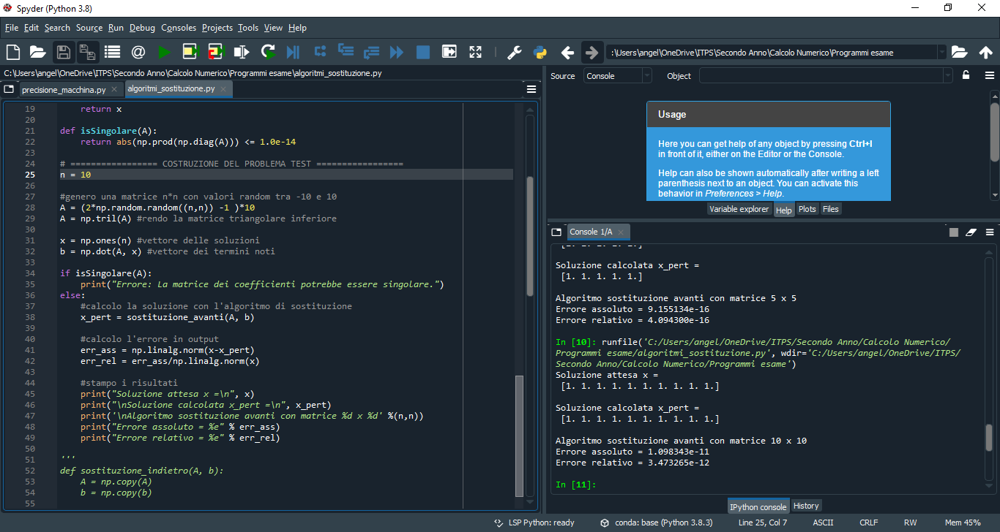 Spyder (Python 3.8)
File Edit Search Source Run Debug Consoles Projects Tools View Help
:\Users\angel\OneDrive\ITPS\Secondo Anno\Calcolo Numerico\Programmi esame
C:\Users\angel\OneDrive\ITPS\Secondo Anno\Calcolo Numerico\Programmi esame\algoritmi_sostituzione.py
precisione_macchina.py
algoritmi_sostituzione.py
19 return x
20
21 def isSingolare(A):
22 return abs(np.prod(np.diag(A))) <= 1.0e-14
23
24 # ================= COSTRUZIONE DEL PROBLEMA TEST =================
25 n = 10
26
27 #genero una matrice n*n con valori random tra -10 e 10
28 A = (2*np.random.random((n,n)) -1 )*10
29 A = np.tril(A) #rendo la matrice triangolare inferiore
30
31 x = np.ones(n) #vettore delle soluzioni
32 b = np.dot(A, x) #vettore dei termini noti
33
34 if isSingolare(A):
35 print("Errore: La matrice dei coefficienti potrebbe essere singolare.")
36 else:
37 #calcolo la soluzione con l'algoritmo di sostituzione
38 x_pert = sostituzione_avanti(A, b)
39
40 #calcolo l'errore in output
41 err_ass = np.linalg.norm(x-x_pert)
42 err_rel = err_ass/np.linalg.norm(x)
43
44 #stampo i risultati
45 print("Soluzione attesa x =\n", x)
46 print("\nSoluzione calcolata x_pert =\n", x_pert)
47 print('\nAlgoritmo sostituzione avanti con matrice %d x %d' %(n,n))
48 print("Errore assoluto = %e" % err_ass)
49 print("Errore relativo = %e" % err_rel)
50
51 '''
52 def sostituzione_indietro(A, b):
53 A = np.copy(A)
54 b = np.copy(b)
55
Source Console Object
Usage
Here you can get help of any object by pressing Ctrl+I
in front of it, either on the Editor or the Console.
Help can also be shown automatically after writing a left
parenthesis next to an object. You can activate this
behavior in Preferences > Help.
Variable explorer Help Plots Files
Console 1/A
[1. 1. 1. 1. 1.]
Soluzione calcolata x_pert =
[1. 1. 1. 1. 1.]
Algoritmo sostituzione avanti con matrice 5 x 5
Errore assoluto = 9.155134e-16
Errore relativo = 4.094300e-16
In [10]: runfile('C:/Users/angel/OneDrive/ITPS/Secondo Anno/Calcolo Numerico/
Programmi esame/algoritmi_sostituzione.py', wdir='C:/Users/angel/OneDrive/ITPS/
Secondo Anno/Calcolo Numerico/Programmi esame')
Soluzione attesa x =
[1. 1. 1. 1. 1. 1. 1. 1. 1. 1.]
Soluzione calcolata x_pert =
[1. 1. 1. 1. 1. 1. 1. 1. 1. 1.]
Algoritmo sostituzione avanti con matrice 10 x 10
Errore assoluto = 1.098343e-11
Errore relativo = 3.473265e-12
In [11]:
IPython console History
LSP Python: ready conda: base (Python 3.8.3) Line 25, Col 7 ASCII CRLF RW Mem 45%